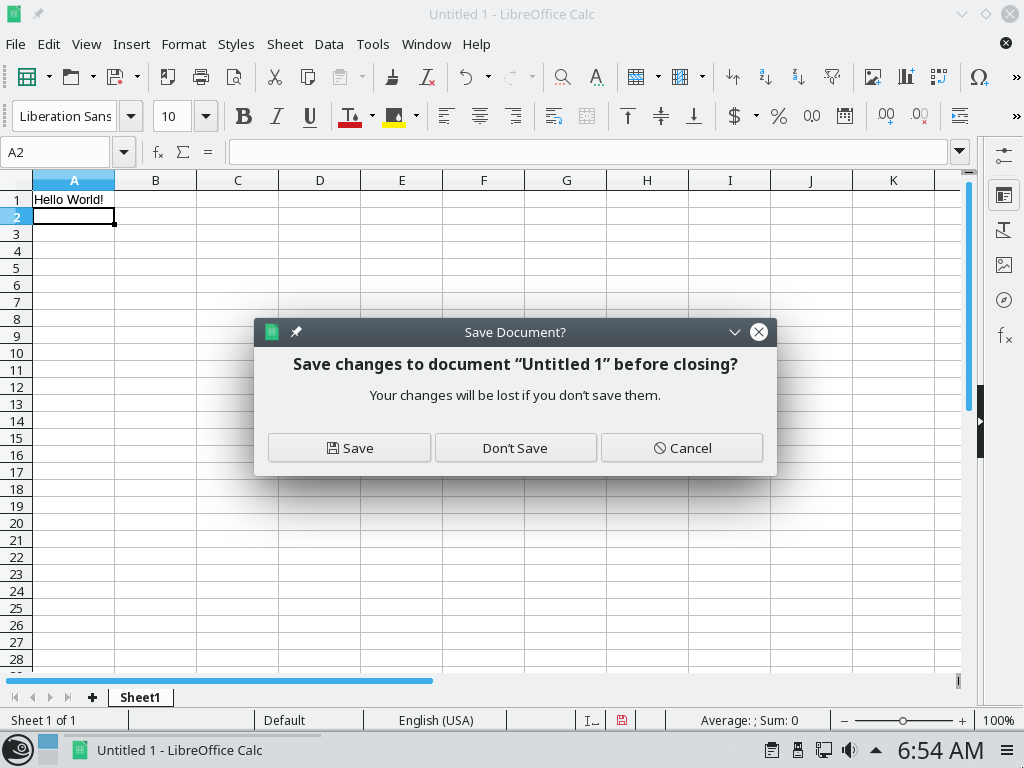 Untitled 1 - LibreOffice Calc
File Edit View Insert Format Styles Sheet Data Tools Window Help
Liberation Sans 10
A2
A B C D E F G H I J K
1 Hello World!
2
3
4
5
6
7
8
9
10
11
12
13
14
15
16
17
18
19
20
21
22
23
24
25
26
27
28
Save Document?
Save changes to document “Untitled 1” before closing?
Your changes will be lost if you don’t save them.
Save Don’t Save Cancel
Sheet1
Sheet 1 of 1 Default English (USA) Average: ; Sum: 0 100%
Untitled 1 - LibreOffice Calc 6:54 AM